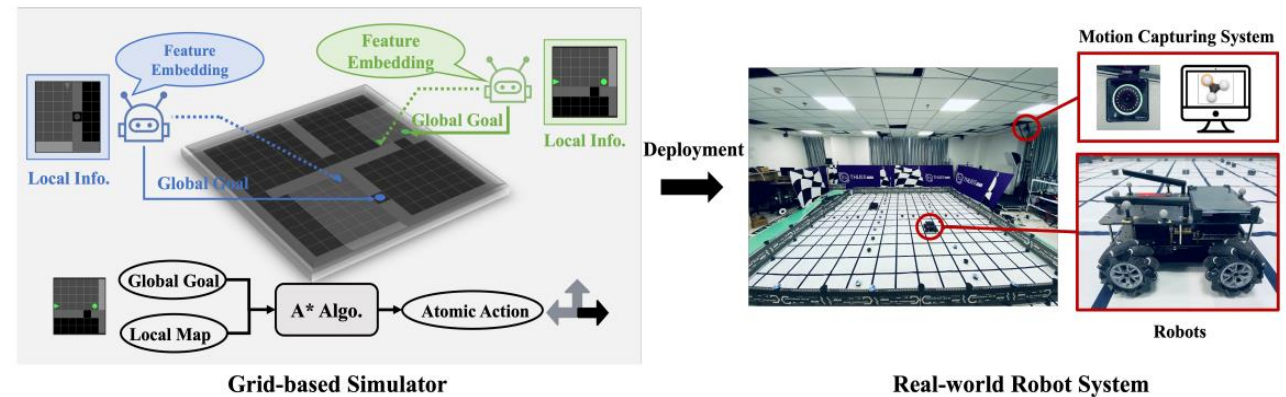 Feature
Embedding
Feature
Embedding
Global Goal
Local Info.
Local Info.
Global Goal
Global Goal
Local Map
A* Algo.
Atomic Action
Grid-based Simulator
Deployment
Motion Capturing System
Robots
Real-world Robot System